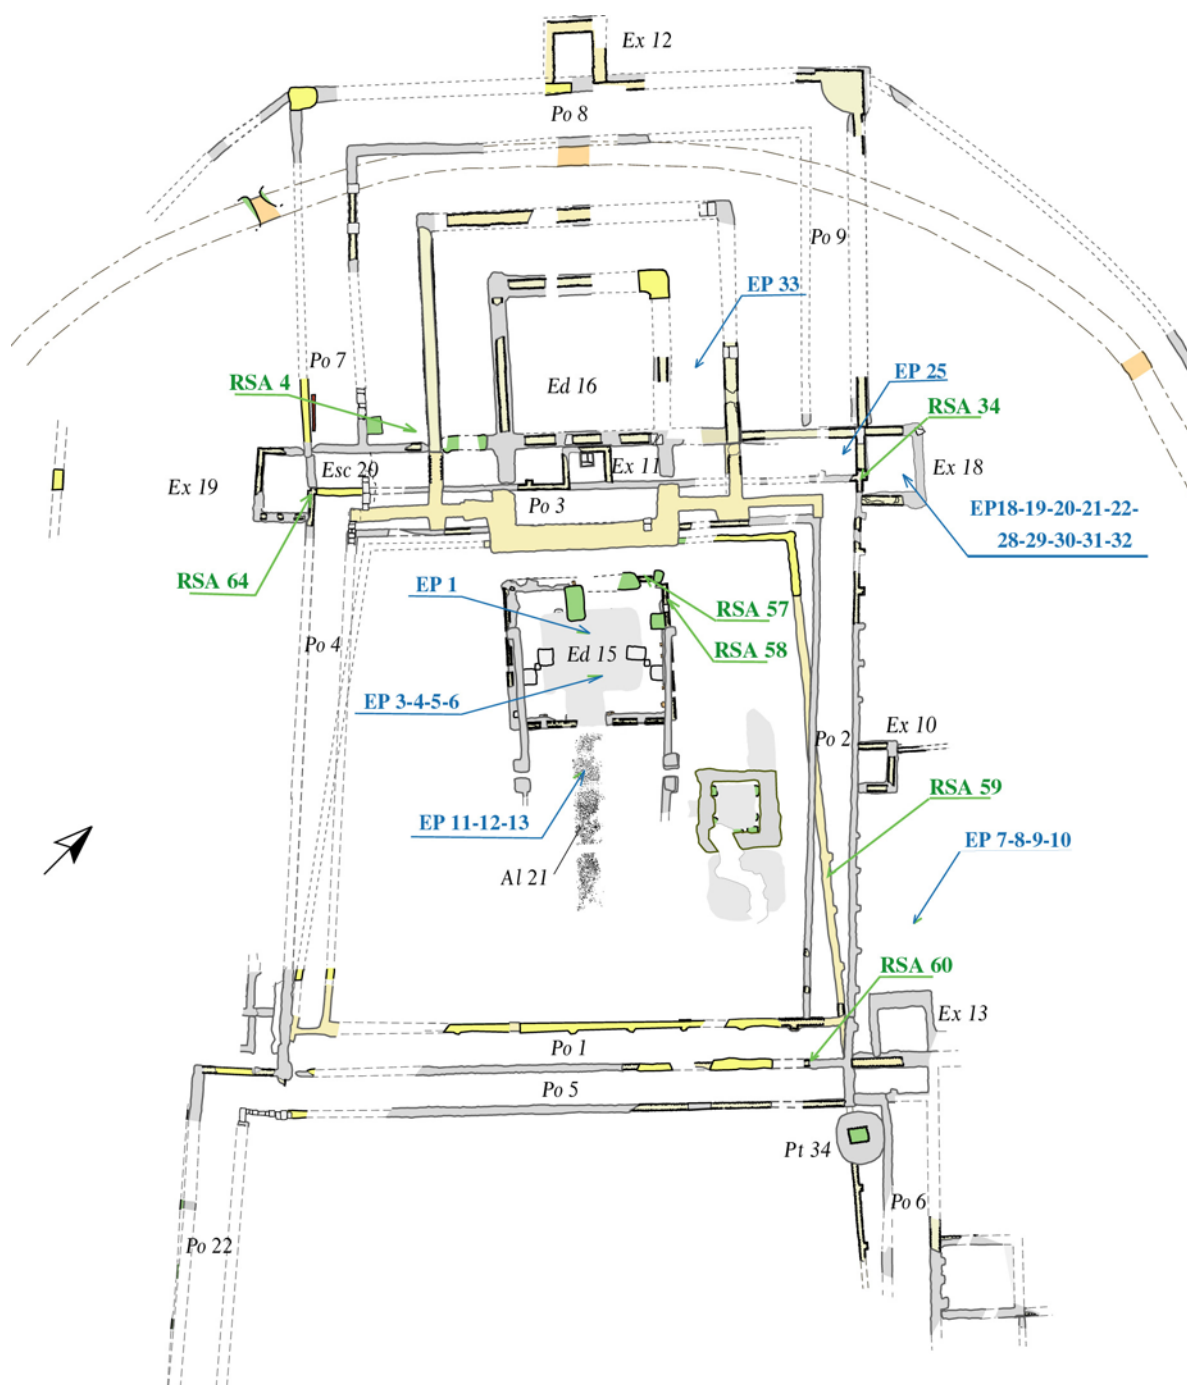 Ex 12
Po 8
Po 9
EP 33
Po 7
RSA 4
Ed 16
EP 25
RSA 34
Ex 19
Esc 20
Ex 11
Ex 18
Po 3
EP18-19-20-21-22-
28-29-30-31-32
RSA 64
EP 1
RSA 57
Po 4
Ed 15
RSA 58
EP 3-4-5-6
Po 2
Ex 10
RSA 59
EP 11-12-13
EP 7-8-9-10
Al 21
RSA 60
Ex 13
Po 1
Po 5
Pt 34
Po 6
Po 22